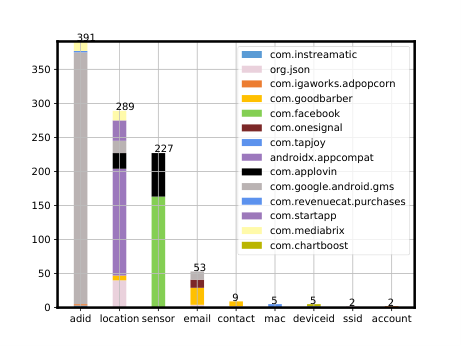 391
350
300
250
200
150
100
50
0
289
227
53
9
5
5
2
2
com.instreamatic
org.json
com.igaworks.adpopcorn
com.goodbarber
com.facebook
com.onesignal
com.tapjoy
androidx.appcompat
com.applovin
com.google.android.gms
com.revenuecat.purchases
com.startapp
com.mediabrix
com.chartboost
adid location sensor email contact mac deviceid ssid account